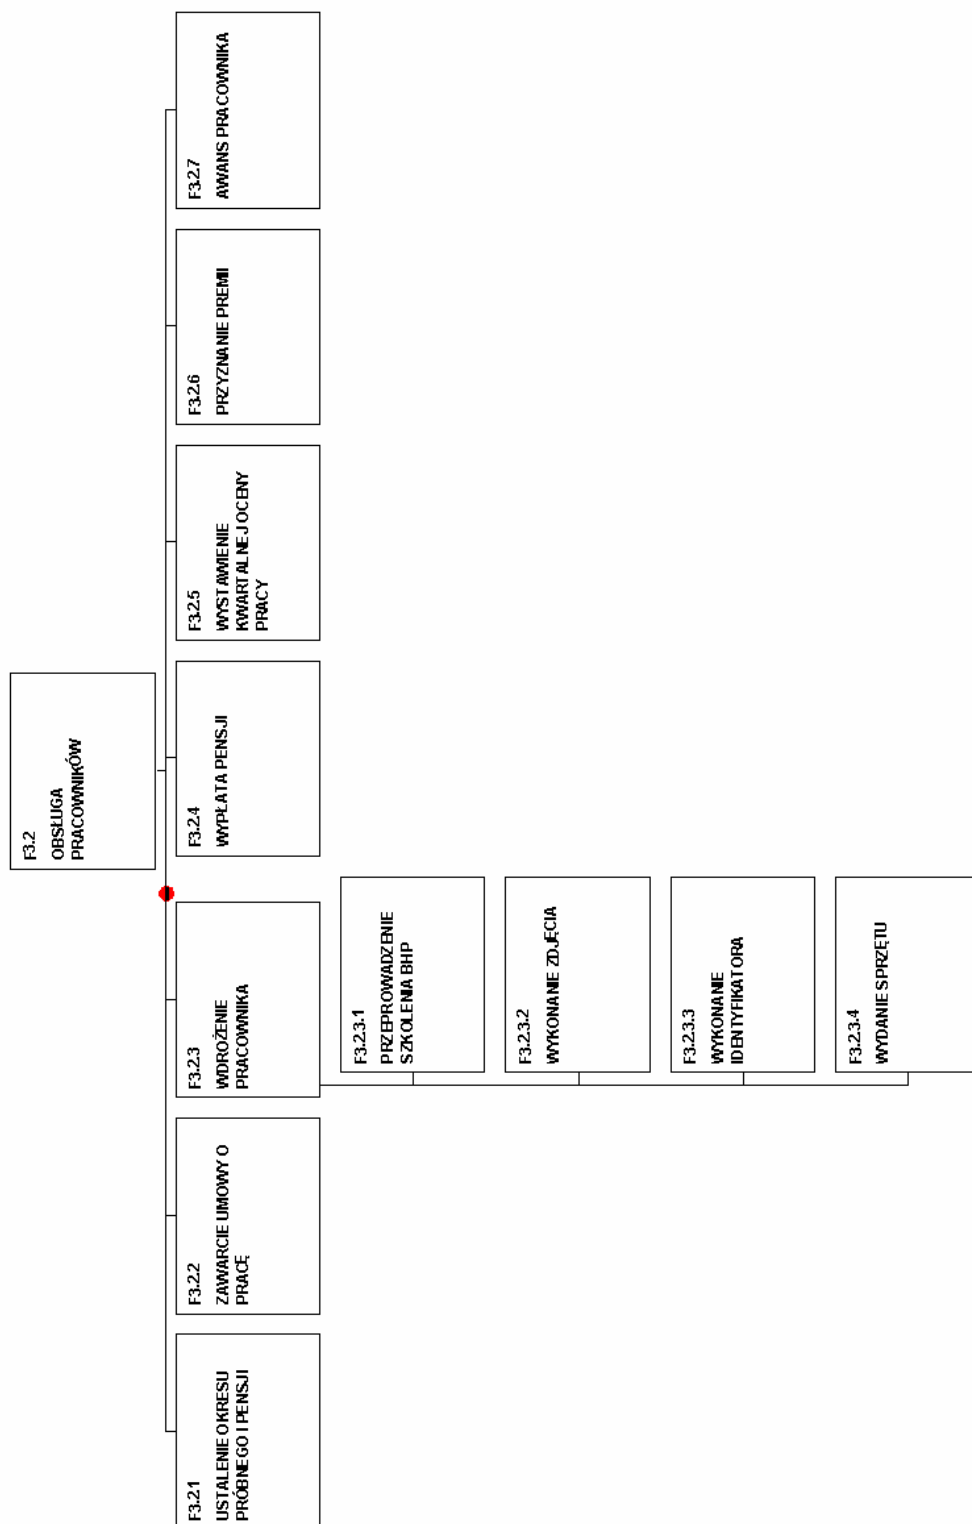 F3.2
OBSŁUGA
PRACOWNIKÓW
F3.2.1
USTALENIE OKRESU
PRÓBNEGO I PENSJI
F3.2.2
ZAWARCIE UMOWY O
PRACĘ
F3.2.3
WDROŻENIE
PRACOWNIKA
F3.2.3.1
PRZEPROWADZENIE
SZKOLENIA BHP
F3.2.3.2
WYKONANIE ZDJĘCIA
F3.2.3.3
WYKONANIE
IDENTYFIKATORA
F3.2.3.4
WYDANIE SPRZĘTU
F3.2.4
WYPŁATA PENSJI
F3.2.5
WYSTAWIENIE
KWARTALNEJ OCENY
PRACY
F3.2.6
PRZYZNANIE PREMII
F3.2.7
AWANS PRACOWNIKA